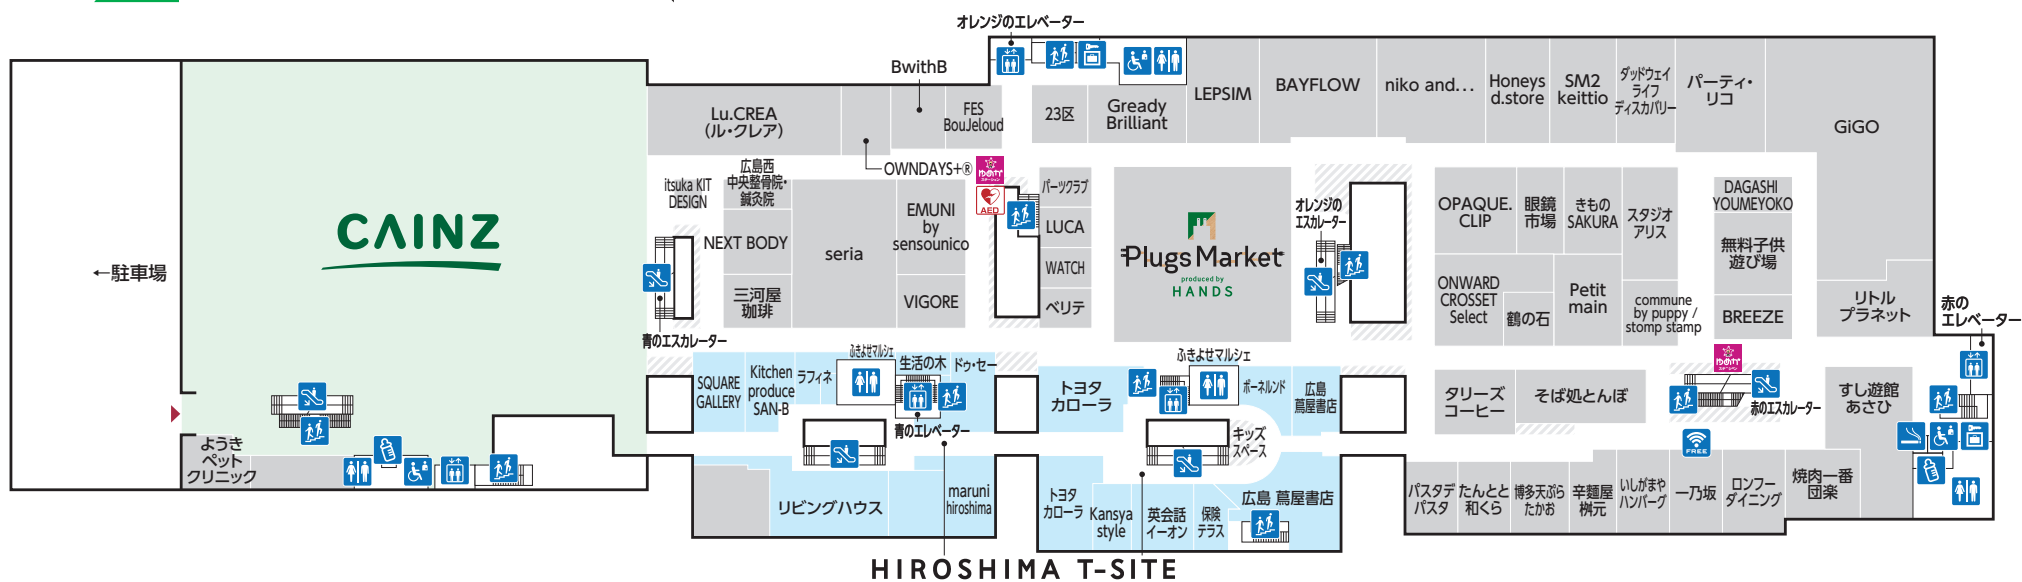 オレンジのエレベーター
BwithB
Lu.CREA
(ル・クレア)
FES
BouJeloud
23区
Gready
Brilliant
LEPSIM
BAYFLOW
niko and...
Honeys
d.store
SM2
keittio
ダッドウェイ
ライフ
ディスカバリー
パーティ・
リコ
GiGO
OWNDAYS+®
ゆめか
ステーション
AED
itsuka KIT
DESIGN
広島西
中央整骨院・
鍼灸院
NEXT BODY
三河屋
珈琲
seria
EMUNI
by
sensounico
VIGORE
パーツクラブ
LUCA
WATCH
ベリテ
Plugs Market
produced by
HANDS
オレンジの
エスカレーター
OPAQUE.
CLIP
眼鏡
市場
きもの
SAKURA
スタジオ
アリス
DAGASHI
YOUMEYOKO
無料子供
遊び場
BREEZE
ONWARD
CROSSET
Select
鶴の石
Petit
main
commune
by puppy /
stomp stamp
リトル
プラネット
赤の
エレベーター
CAINZ
←駐車場
青のエスカレーター
ふきよせマルシェ
SQUARE
GALLERY
Kitchen
produce
SAN-B
ラフィネ
生活の木
ドゥ・セー
青のエレベーター
トヨタ
カローラ
ふきよせマルシェ
ボーネルンド
広島
蔦屋書店
キッズ
スペース
タリーズ
コーヒー
そば処とんぼ
ゆめか
ステーション
赤のエスカレーター
FREE
すし遊館
あさひ
ようき
ペット
クリニック
リビングハウス
maruni
hiroshima
トヨタ
カローラ
Kansya
style
英会話
イーオン
保険
テラス
広島 蔦屋書店
パスタデ
パスタ
たんとと
和くら
博多天ぷら
たかお
辛麺屋
桝元
いしがまや
ハンバーグ
一乃坂
ロンフー
ダイニング
焼肉一番
団楽
HIROSHIMA T-SITE